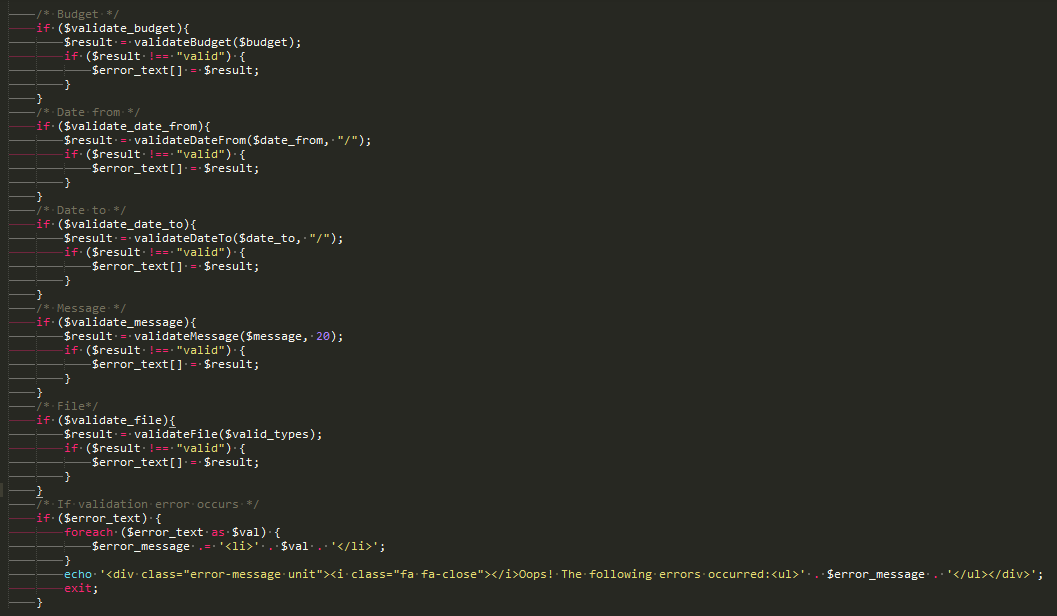 /* Budget */
if ($validate_budget){
$result = validateBudget($budget);
if ($result !== "valid") {
$error_text[] = $result;
}
}
/* Date from */
if ($validate_date_from){
$result = validateDateFrom($date_from, "/");
if ($result !== "valid") {
$error_text[] = $result;
}
}
/* Date to */
if ($validate_date_to){
$result = validateDateTo($date_to, "/");
if ($result !== "valid") {
$error_text[] = $result;
}
}
/* Message */
if ($validate_message){
$result = validateMessage($message, 20);
if ($result !== "valid") {
$error_text[] = $result;
}
}
/* File*/
if ($validate_file){
$result = validateFile($valid_types);
if ($result !== "valid") {
$error_text[] = $result;
}
}
/* If validation error occurs */
if ($error_text) {
foreach ($error_text as $val) {
$error_message .= '<li>' . $val . '</li>';
}
echo '<div class="error-message unit"><i class="fa fa-close"></i>Oops! The following errors occurred:<ul>' . $error_message . '</ul></div>';
exit;
}